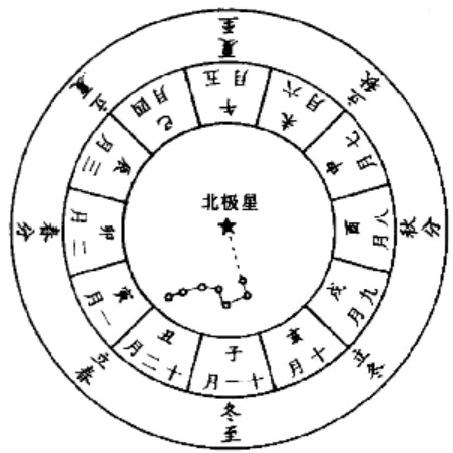 夏至
立秋
秋分
立冬
冬至
立春
春分
立夏
五月
午
六月
未
七月
申
八月
酉
九月
戌
十月
亥
十一月
子
十二月
丑
一月
寅
二月
卯
三月
辰
四月
巳
北极星